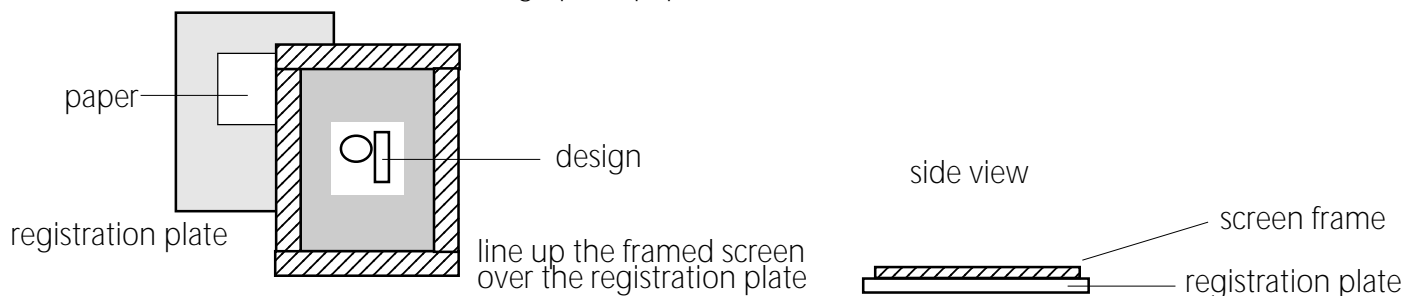 paper
design
side view
registration plate
screen frame
line up the framed screen
over the registration plate
registration plate